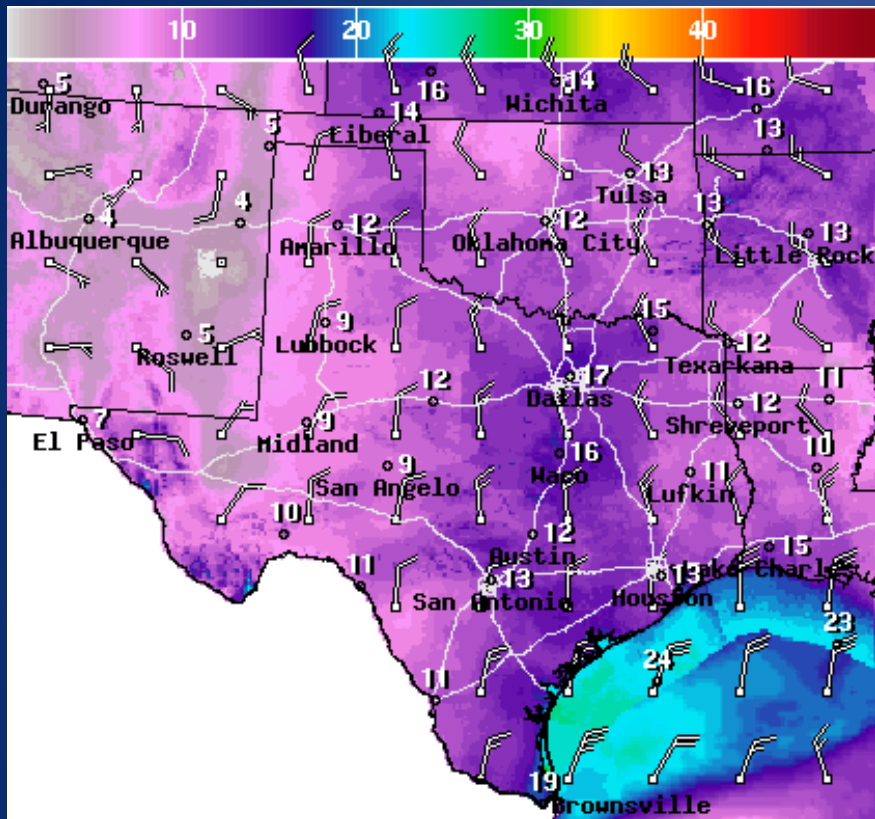 10 20 30 40
5 16 14 16
Durango Wichita
14
Liberal
5 13
13
Tulsa
4 4 12 12 13 13
Albuquerque Amarillo Oklahoma City Little Rock
5 9 15 12
Roswell Lubbock Texarkana
17
Dallas
7 9 12 12 11
El Paso Midland Shreveport
9 16 11 10
San Angelo Waco Lufkin
10 12 15
Austin Lake Charles
11 13 13
San Antonio Houston
11 24 23
19
Brownsville